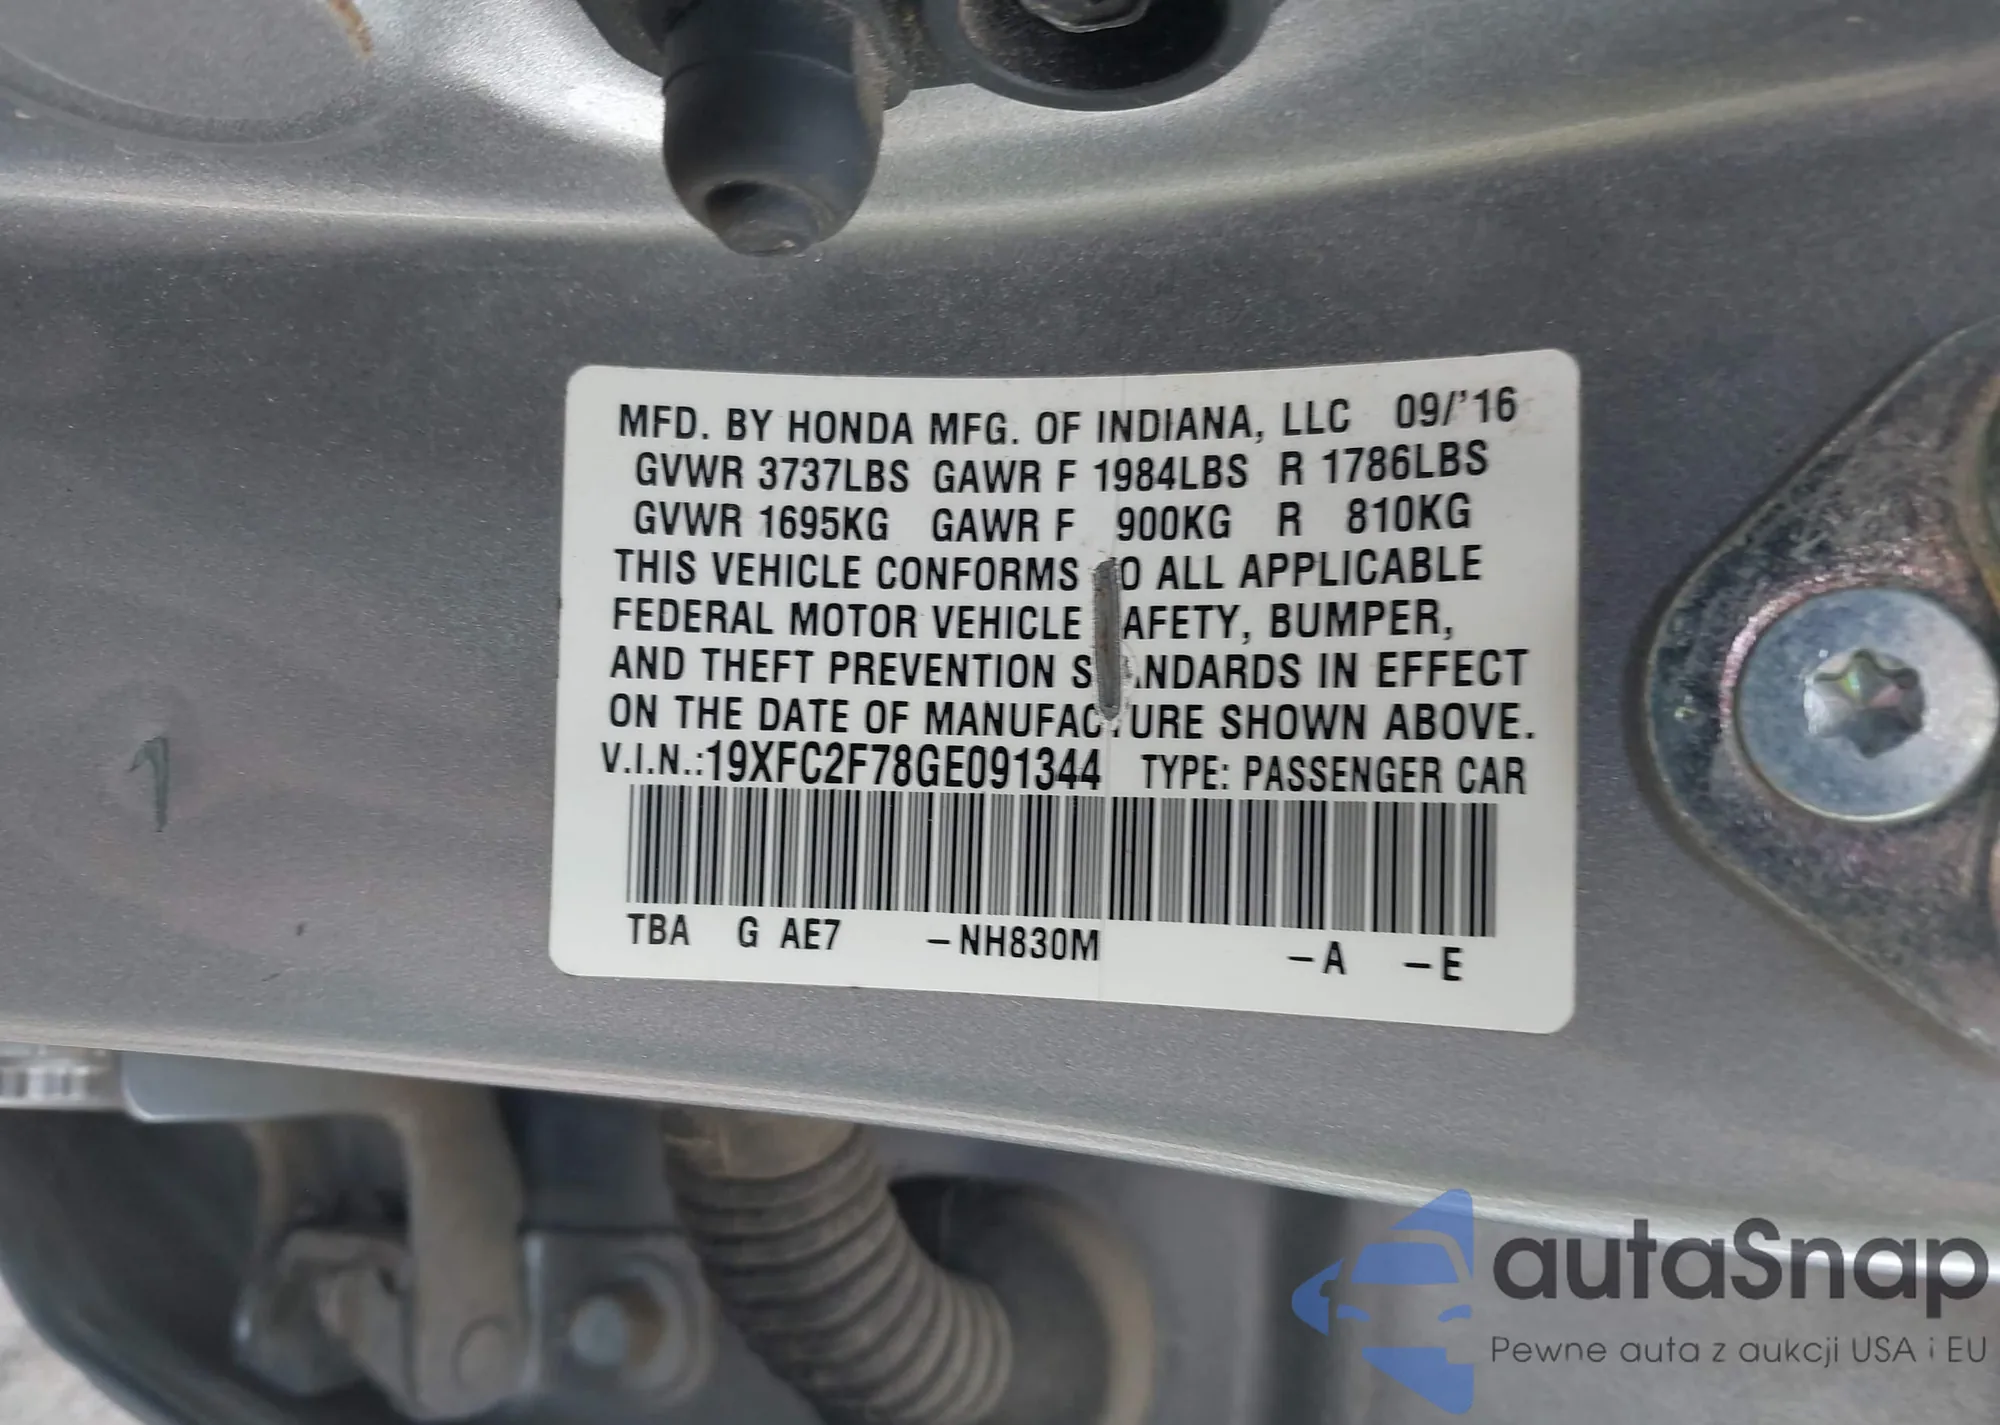 MFD. BY HONDA MFG. OF INDIANA, LLC 09/'16
GVWR 3737LBS GAWR F 1984LBS R 1786LBS
GVWR 1695KG GAWR F 900KG R 810KG
THIS VEHICLE CONFORMS TO ALL APPLICABLE
FEDERAL MOTOR VEHICLE SAFETY, BUMPER,
AND THEFT PREVENTION STANDARDS IN EFFECT
ON THE DATE OF MANUFACTURE SHOWN ABOVE.
V.I.N.:19XFC2F78GE091344 TYPE: PASSENGER CAR
TBA G AE7 –NH830M –A –E
autaSnap
Pewne auta z aukcji USA i EU